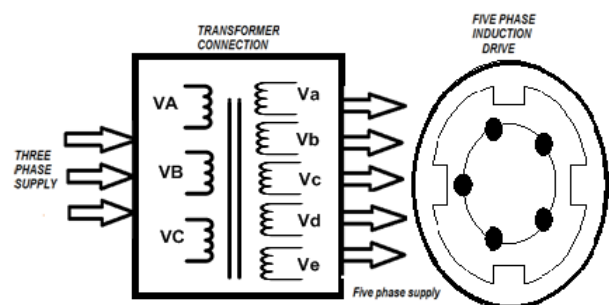 TRANSFORMER
CONNECTION
FIVE PHASE
INDUCTION
DRIVE
THREE
PHASE
SUPPLY
VA
VB
VC
Va
Vb
Vc
Vd
Ve
Five phase supply